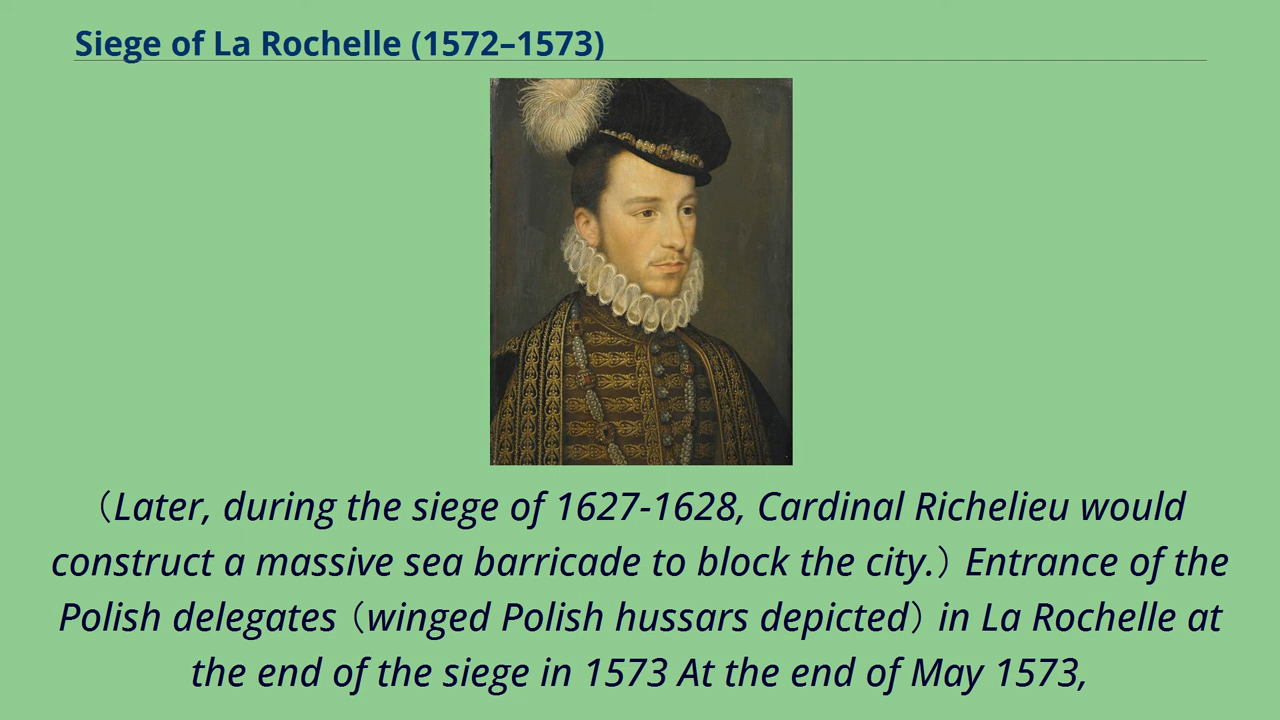 Siege of La Rochelle (1572–1573)
（Later, during the siege of 1627-1628, Cardinal Richelieu would
construct a massive sea barricade to block the city.）Entrance of the
Polish delegates（winged Polish hussars depicted）in La Rochelle at
the end of the siege in 1573 At the end of May 1573,